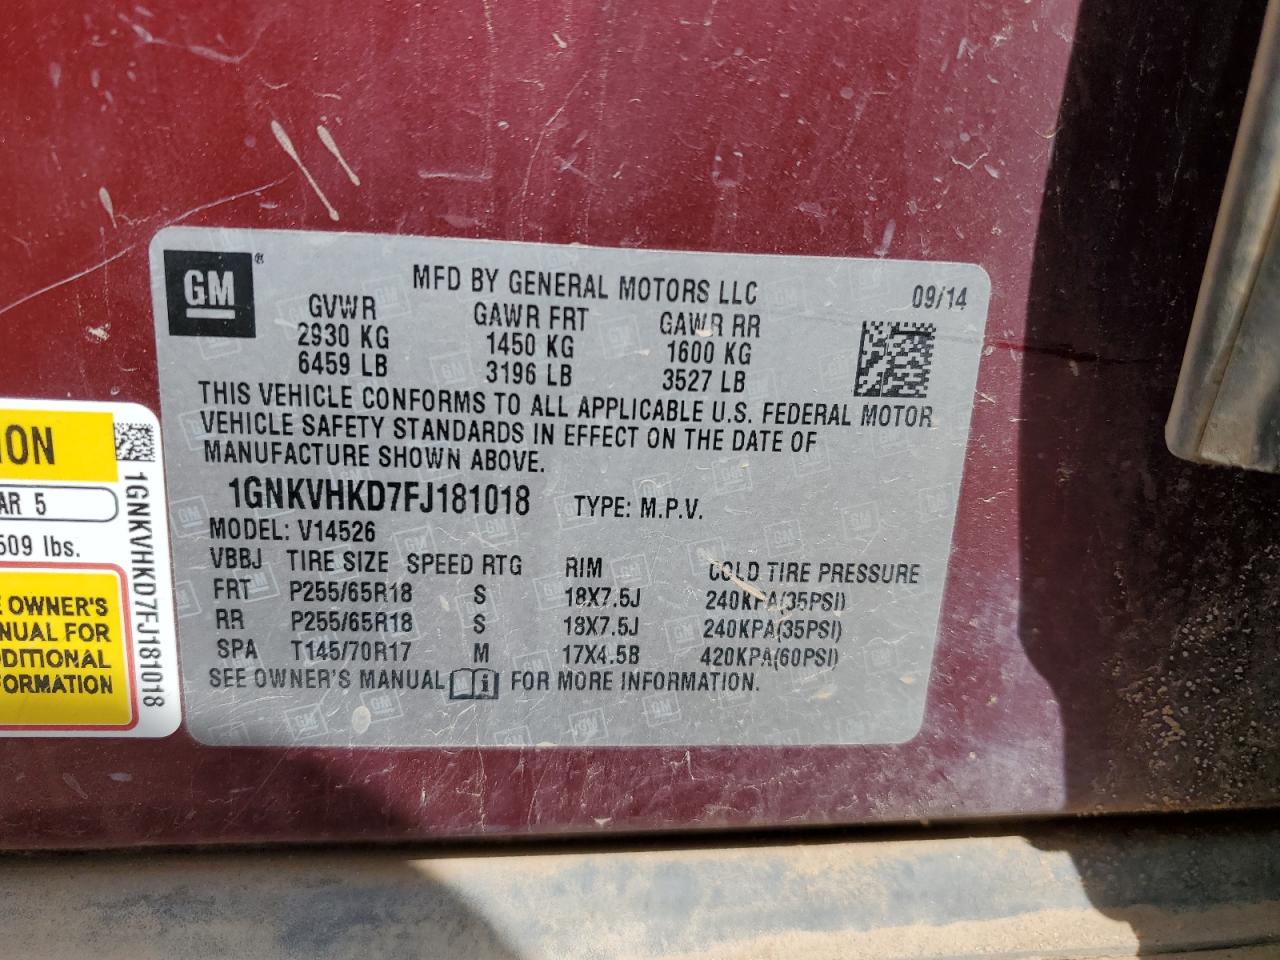 GM ®
MFD BY GENERAL MOTORS LLC
09/14
GVWR GAWR FRT GAWR RR
2930 KG 1450 KG 1600 KG
6459 LB 3196 LB 3527 LB
THIS VEHICLE CONFORMS TO ALL APPLICABLE U.S. FEDERAL MOTOR
VEHICLE SAFETY STANDARDS IN EFFECT ON THE DATE OF
MANUFACTURE SHOWN ABOVE.
1GNKVHKD7FJ181018 TYPE: M.P.V.
MODEL: V14526
VBBJ TIRE SIZE SPEED RTG RIM COLD TIRE PRESSURE
FRT P255/65R18 S 18X7.5J 240KPA(35PSI)
RR P255/65R18 S 18X7.5J 240KPA(35PSI)
SPA T145/70R17 M 17X4.5B 420KPA(60PSI)
SEE OWNER'S MANUAL i FOR MORE INFORMATION.
ION
AR 5
509 lbs.
E OWNER'S
NUAL FOR
DDITIONAL
FORMATION
1GNKVHKD7FJ181018